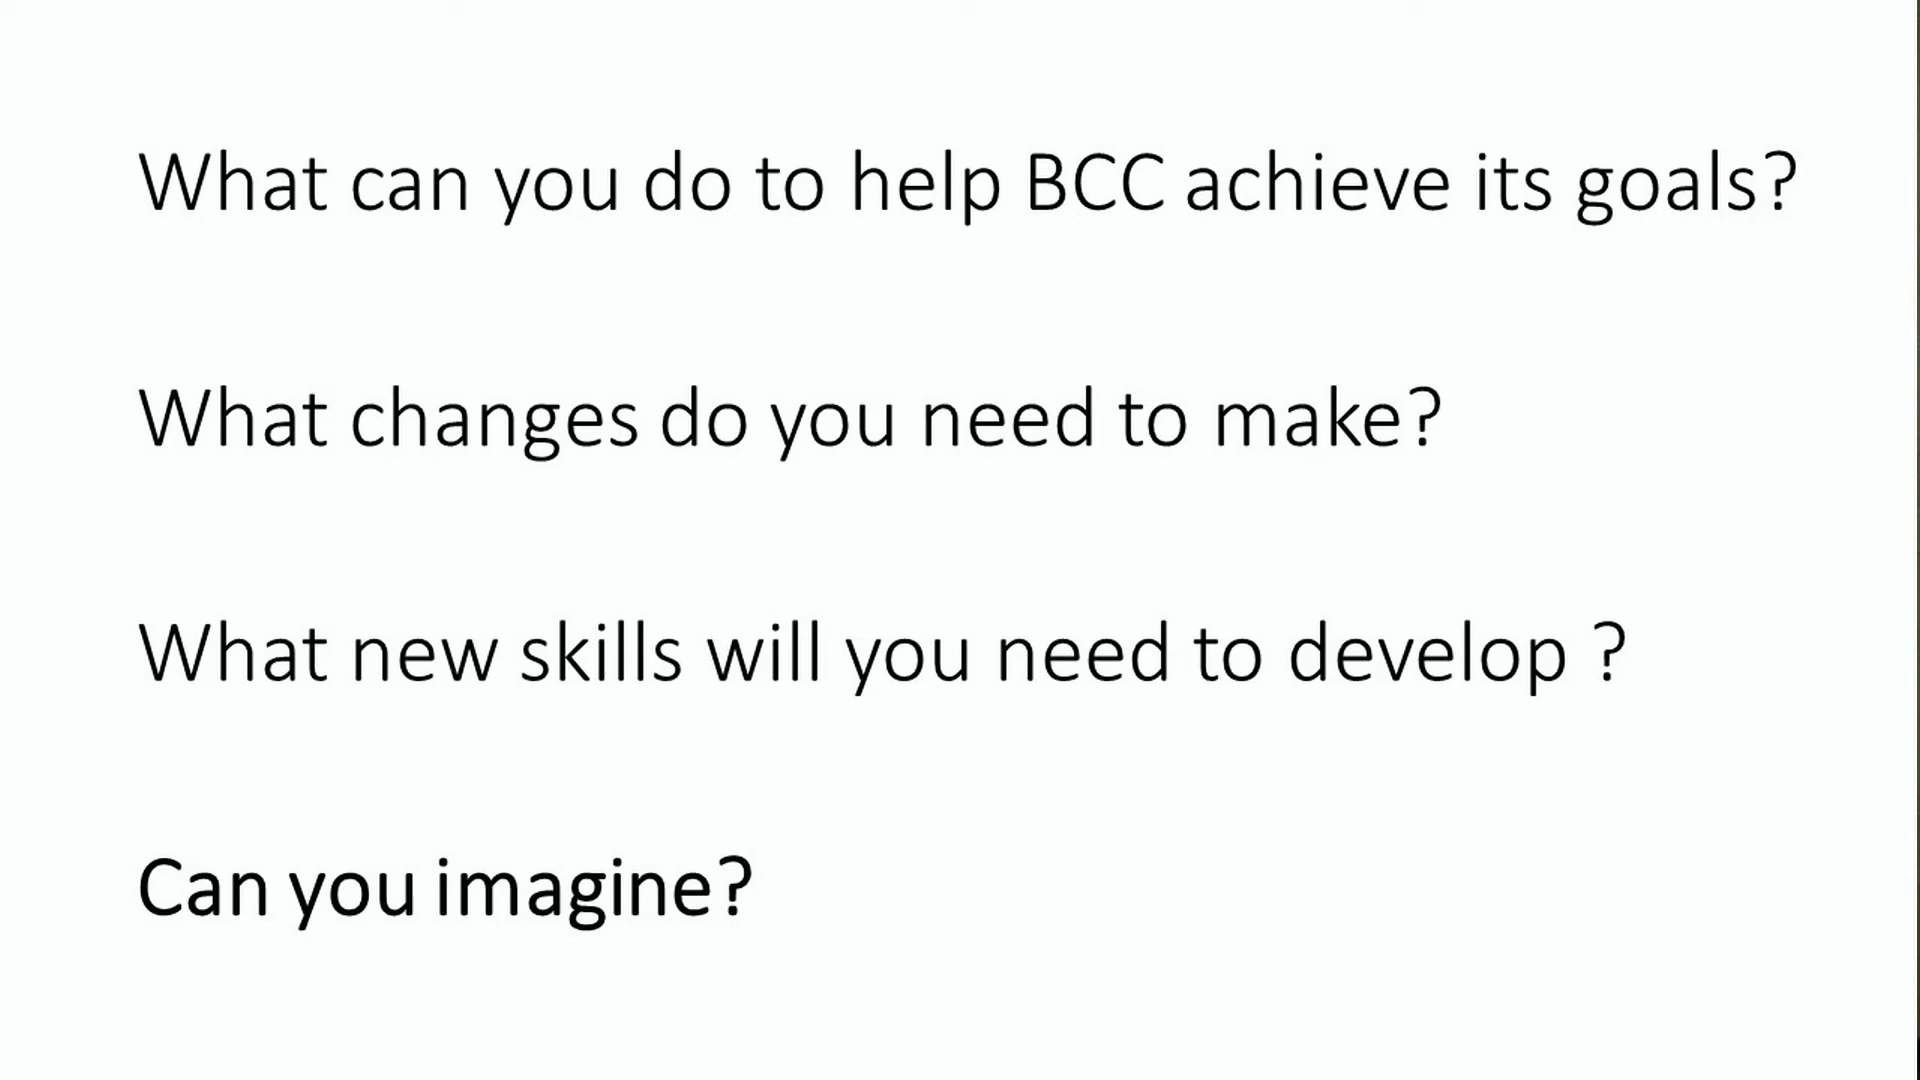 What can you do to help BCC achieve its goals?
What changes do you need to make?
What new skills will you need to develop ?
Can you imagine?